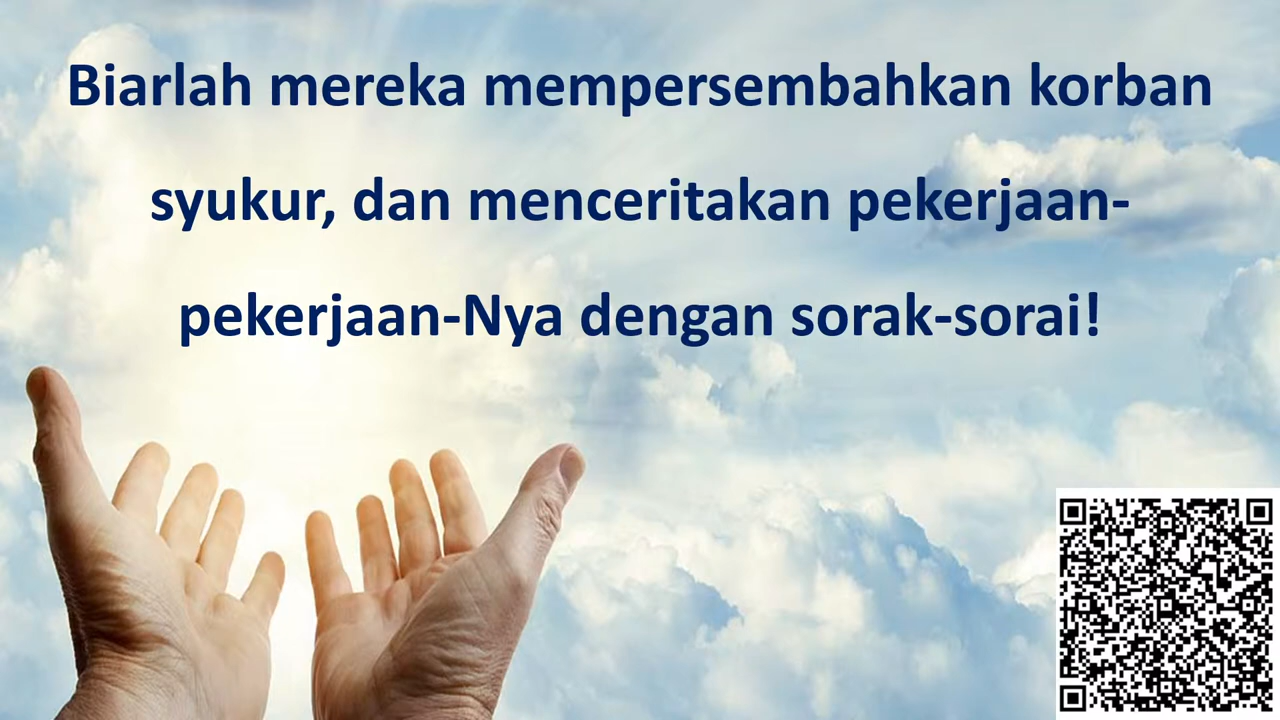 Biarlah mereka mempersembahkan korban
syukur, dan menceritakan pekerjaan-
pekerjaan-Nya dengan sorak-sorai!